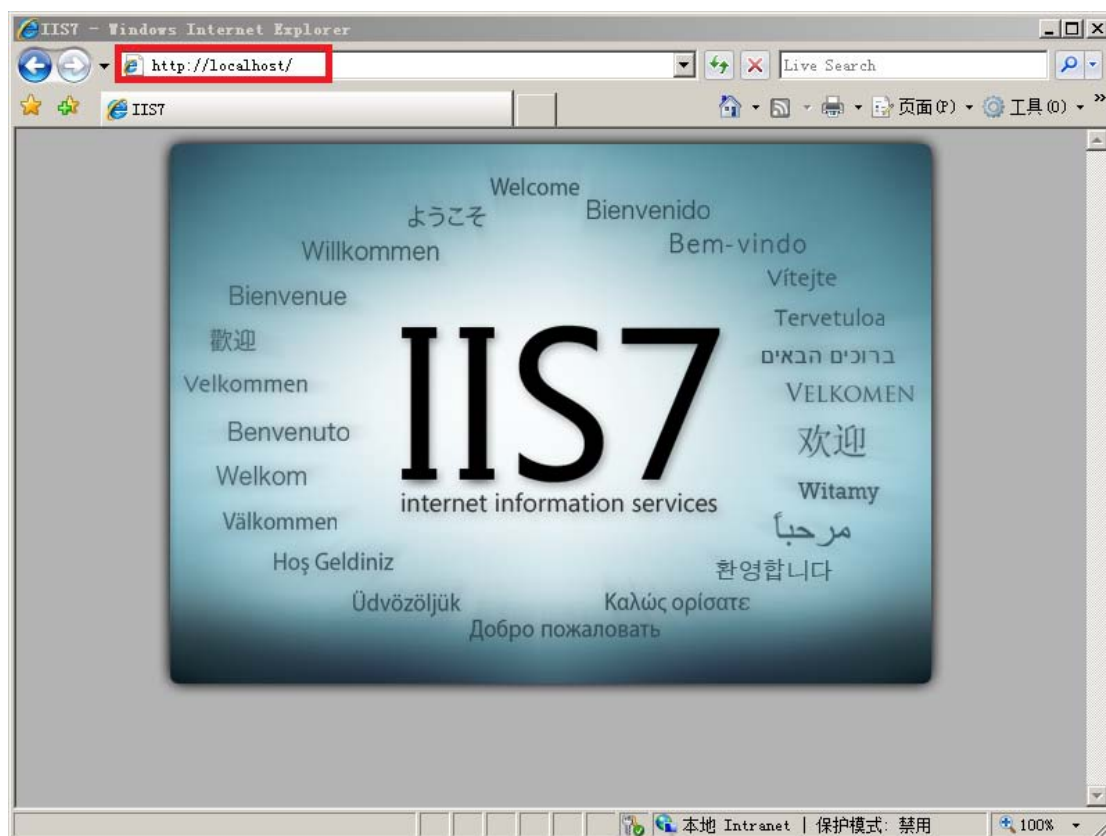 IIS7 - Windows Internet Explorer
http://localhost/
Live Search
IIS7
页面(P)
工具(O)
»
Welcome
ようこそ
Bienvenido
Willkommen
Bem-vindo
Vítejte
Bienvenue
Tervetuloa
歡迎
ברוכים הבאים
Velkommen
VELKOMEN
Benvenuto
欢迎
Welkom
Witamy
Välkommen
مرحباً
Hoş Geldiniz
환영합니다
Üdvözöljük
Καλώς ορίσατε
Добро пожаловать
IIS7
internet information services
本地 Intranet | 保护模式: 禁用
100%